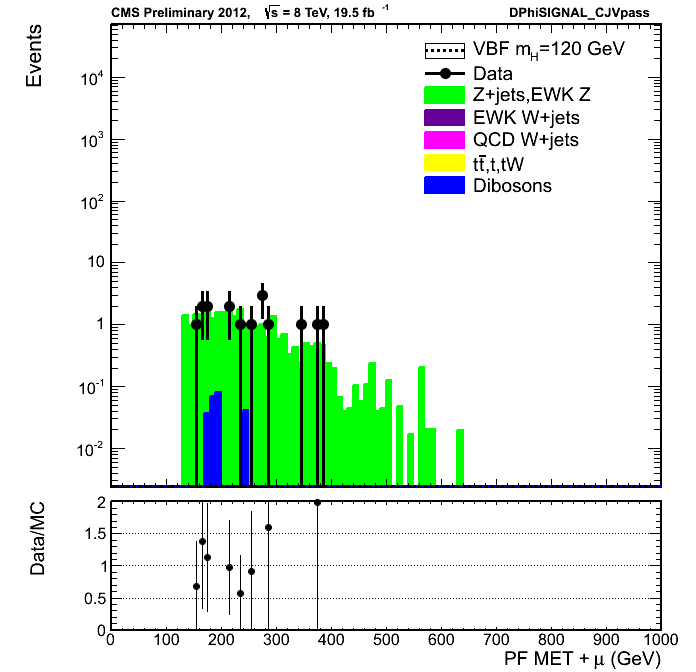 CMS Preliminary 2012, √s = 8 TeV, 19.5 fb⁻¹ DPhiSIGNAL_CJVpass
Events
VBF m_H=120 GeV
Data
Z+jets,EWK Z
EWK W+jets
QCD W+jets
tt̄,t,tW
Dibosons
10⁴
10³
10²
10
1
10⁻¹
10⁻²
Data/MC
2
1.5
1
0.5
0
0 100 200 300 400 500 600 700 800 900 1000
PF MET + μ (GeV)